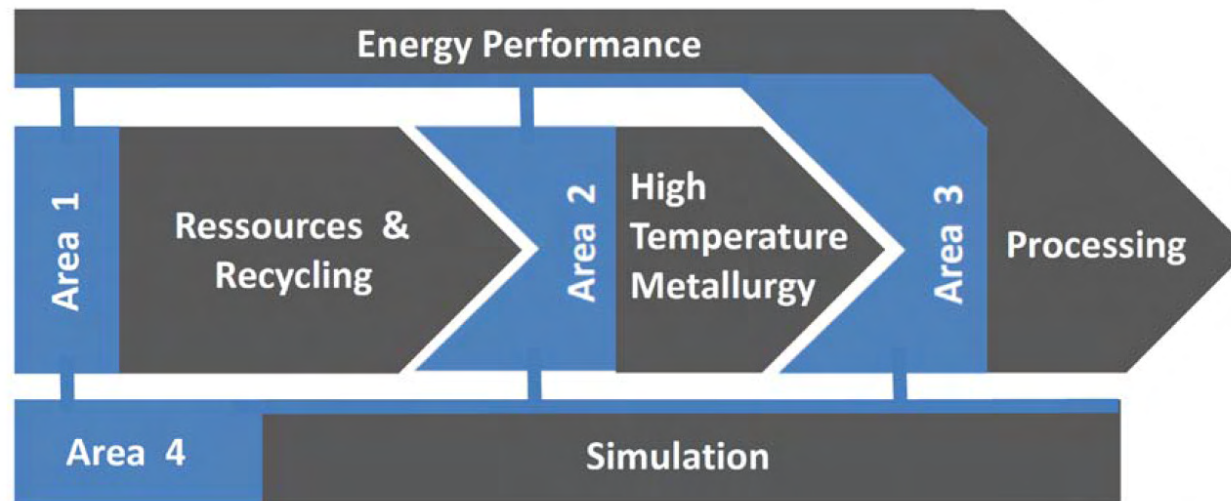 Energy Performance
Area 1
Ressources &
Recycling
Area 2
High
Temperature
Metallurgy
Area 3
Processing
Area 4
Simulation